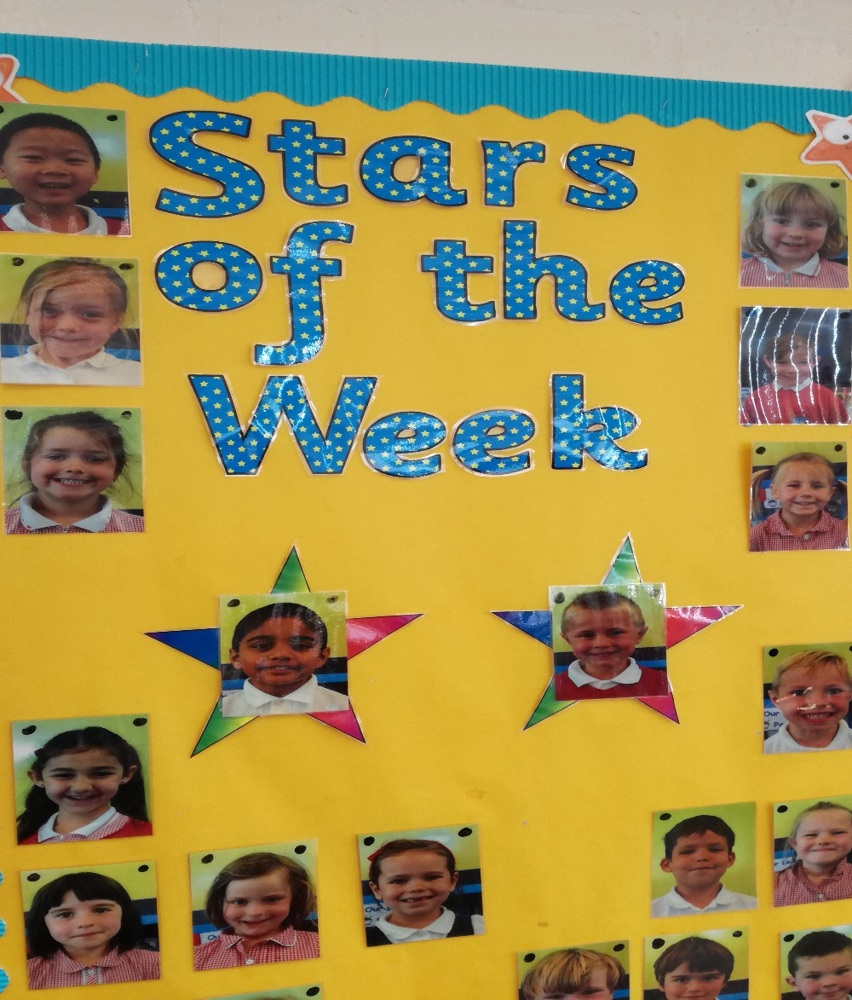 Stars
of the
Week